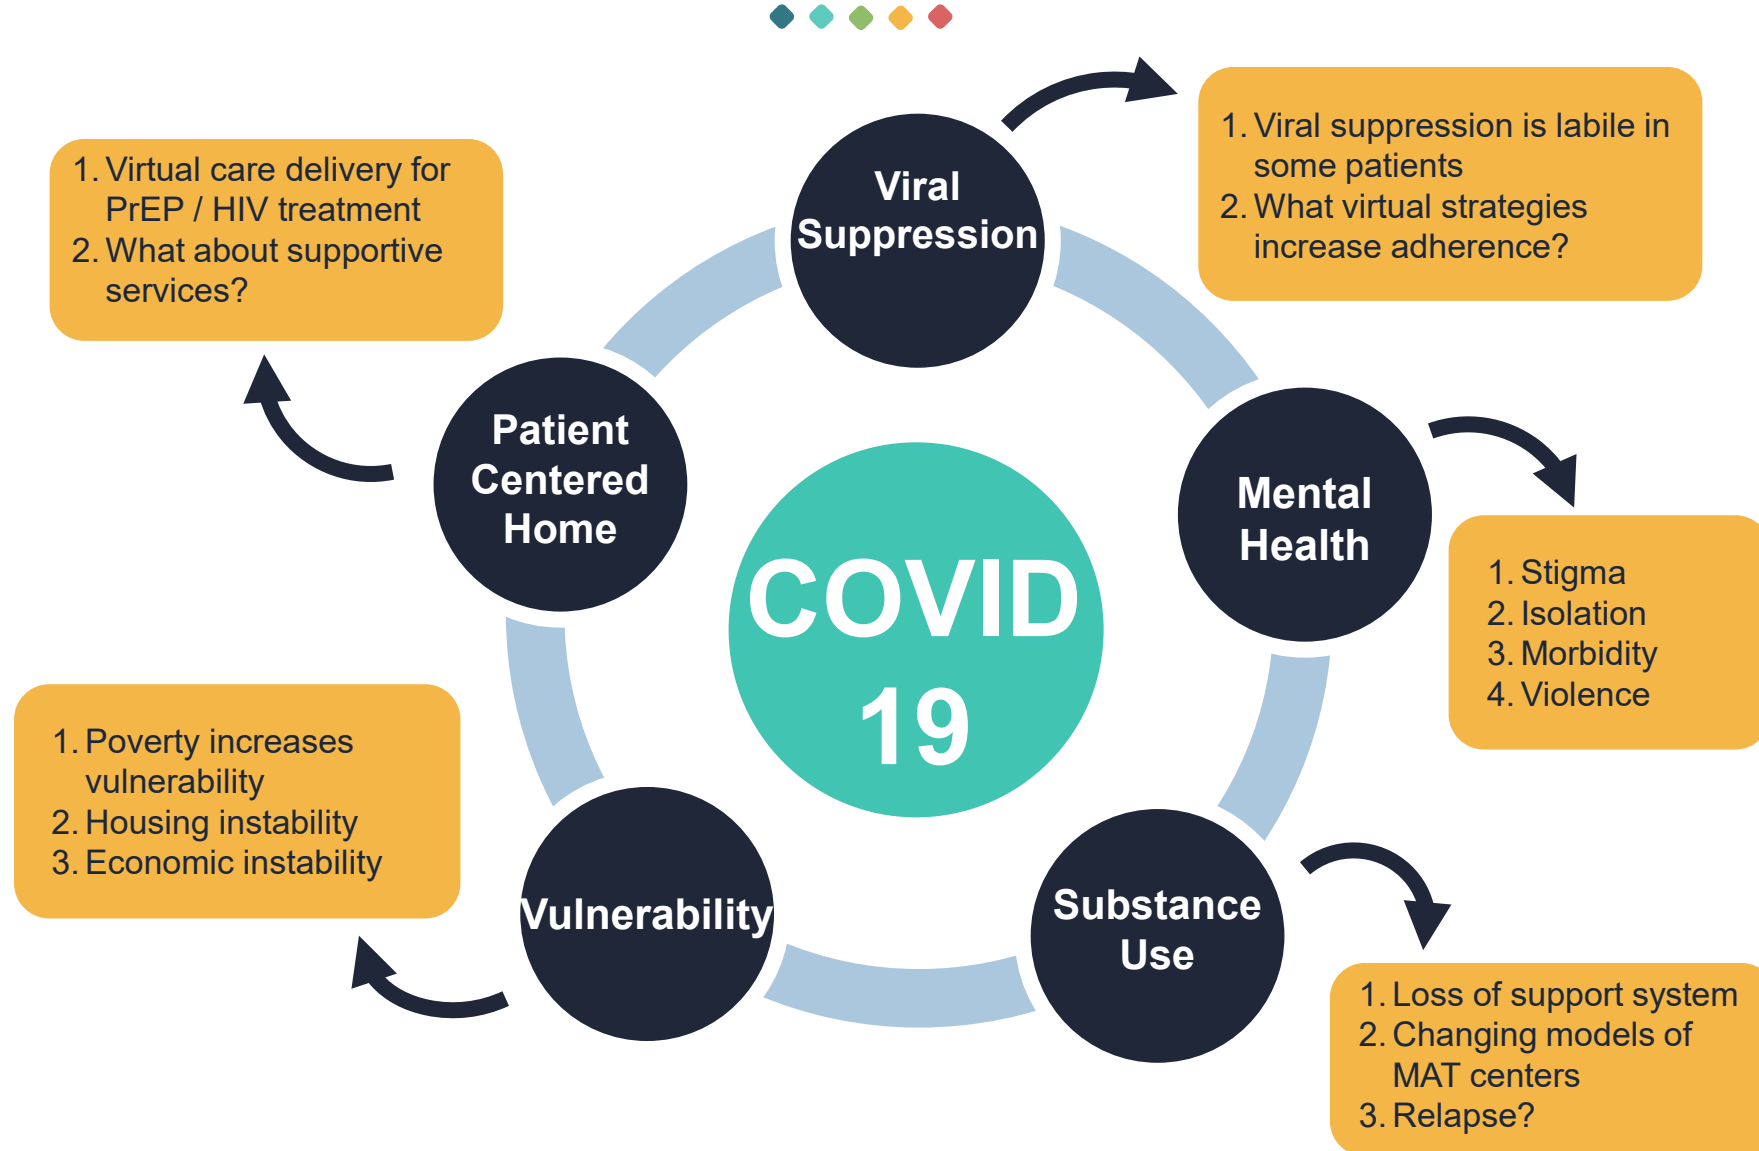 Viral
Suppression
1. Viral suppression is labile in
some patients
2. What virtual strategies
increase adherence?
1. Virtual care delivery for
PrEP / HIV treatment
2. What about supportive
services?
Patient
Centered
Home
Mental
Health
COVID
19
1. Stigma
2. Isolation
3. Morbidity
4. Violence
1. Poverty increases
vulnerability
2. Housing instability
3. Economic instability
Vulnerability
Substance
Use
1. Loss of support system
2. Changing models of
MAT centers
3. Relapse?